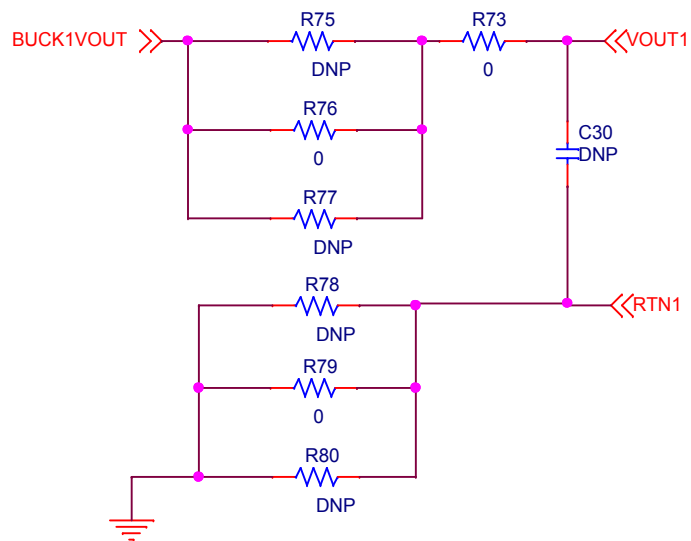 R75
R73
BUCK1VOUT
VOUT1
DNP
0
R76
0
C30
DNP
R77
DNP
R78
RTN1
DNP
R79
0
R80
DNP